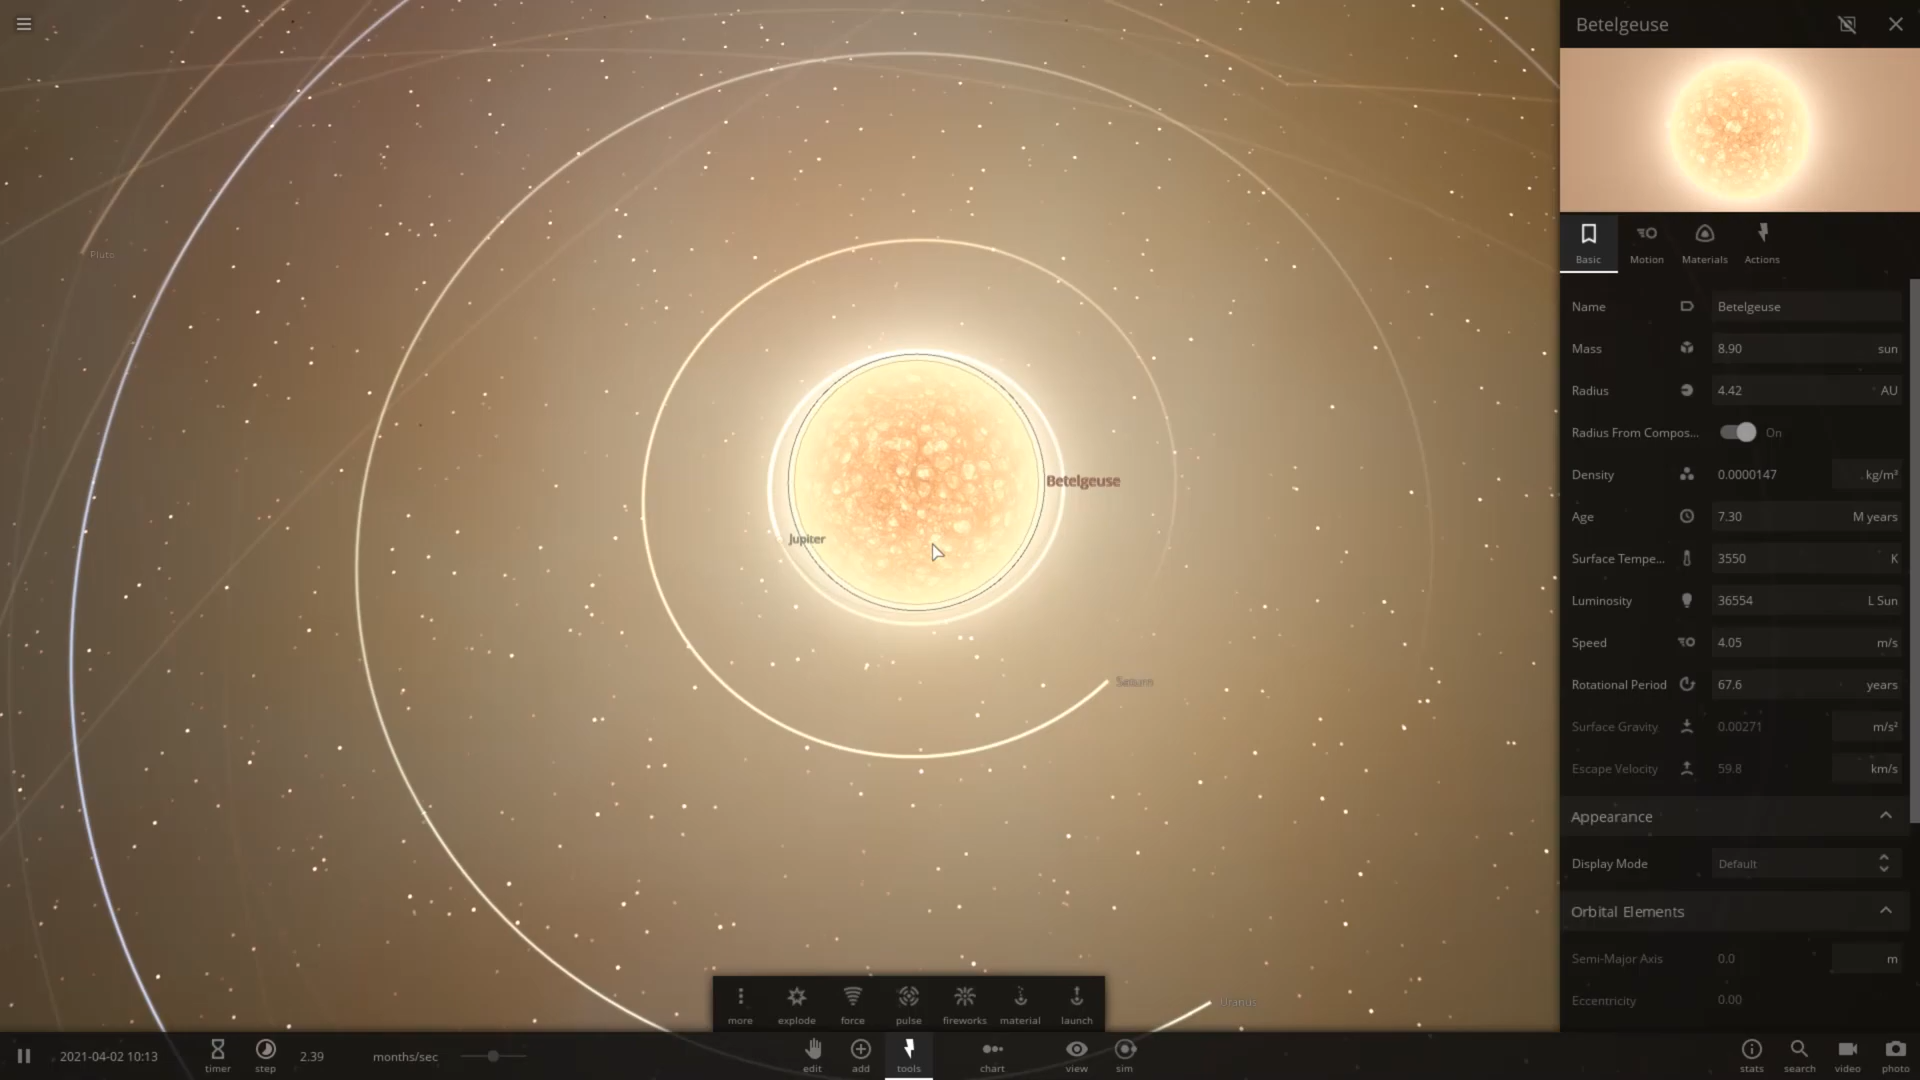 Betelgeuse
Basic
Motion
Materials
Actions
Name
Betelgeuse
Mass
8.90
sun
Radius
4.42
AU
Radius From Compos...
On
Density
0.0000147
kg/m³
Age
7.30
M years
Surface Tempe...
3550
K
Luminosity
36554
L Sun
Speed
4.05
m/s
Rotational Period
67.6
years
Surface Gravity
0.00271
m/s²
Escape Velocity
59.8
km/s
Appearance
Display Mode
Default
Orbital Elements
Semi-Major Axis
0.0
m
Eccentricity
0.00
Pluto
Betelgeuse
Jupiter
Saturn
Uranus
more
explode
force
pulse
fireworks
material
launch
2021-04-02 10:13
timer
step
2.39
months/sec
edit
add
tools
chart
view
sim
stats
search
video
photo